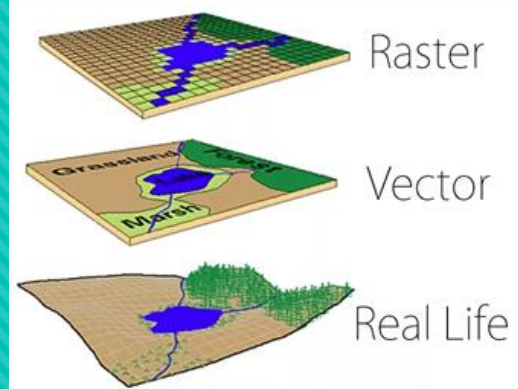 Raster
Grassland
Forest
Marsh
Vector
Real Life